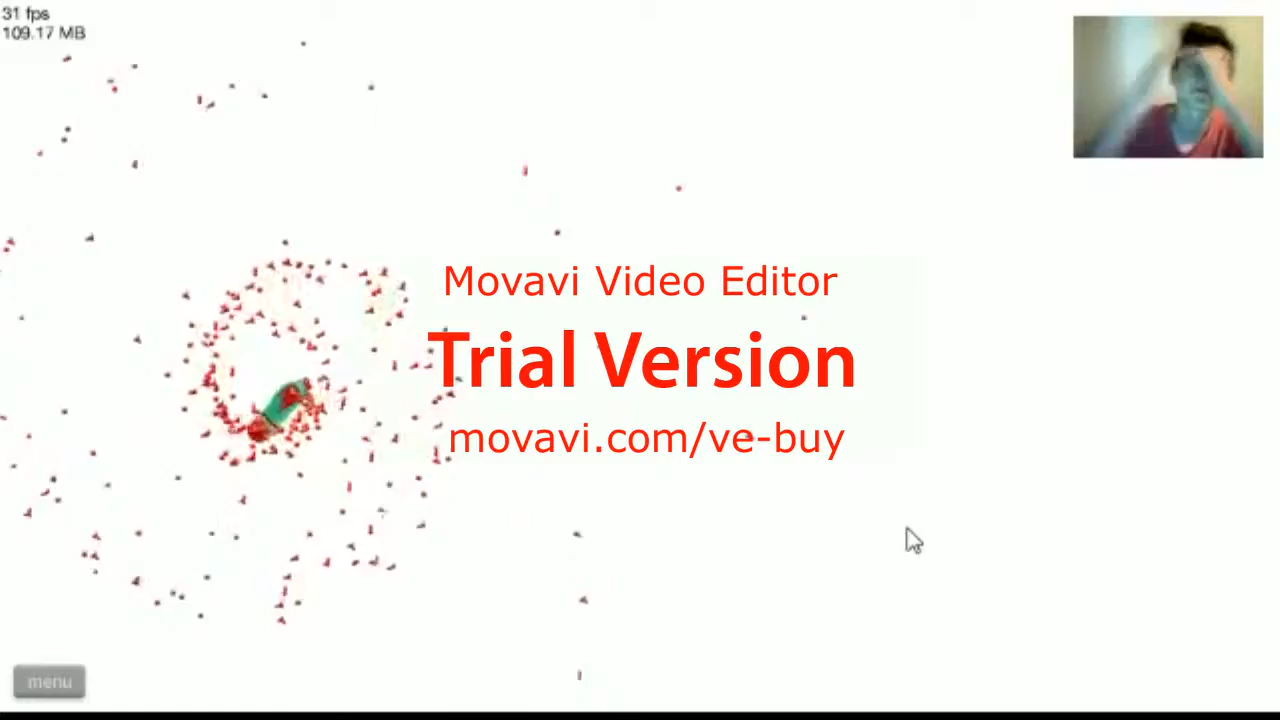 31 fps
109.17 MB
Movavi Video Editor
Trial Version
movavi.com/ve-buy
menu